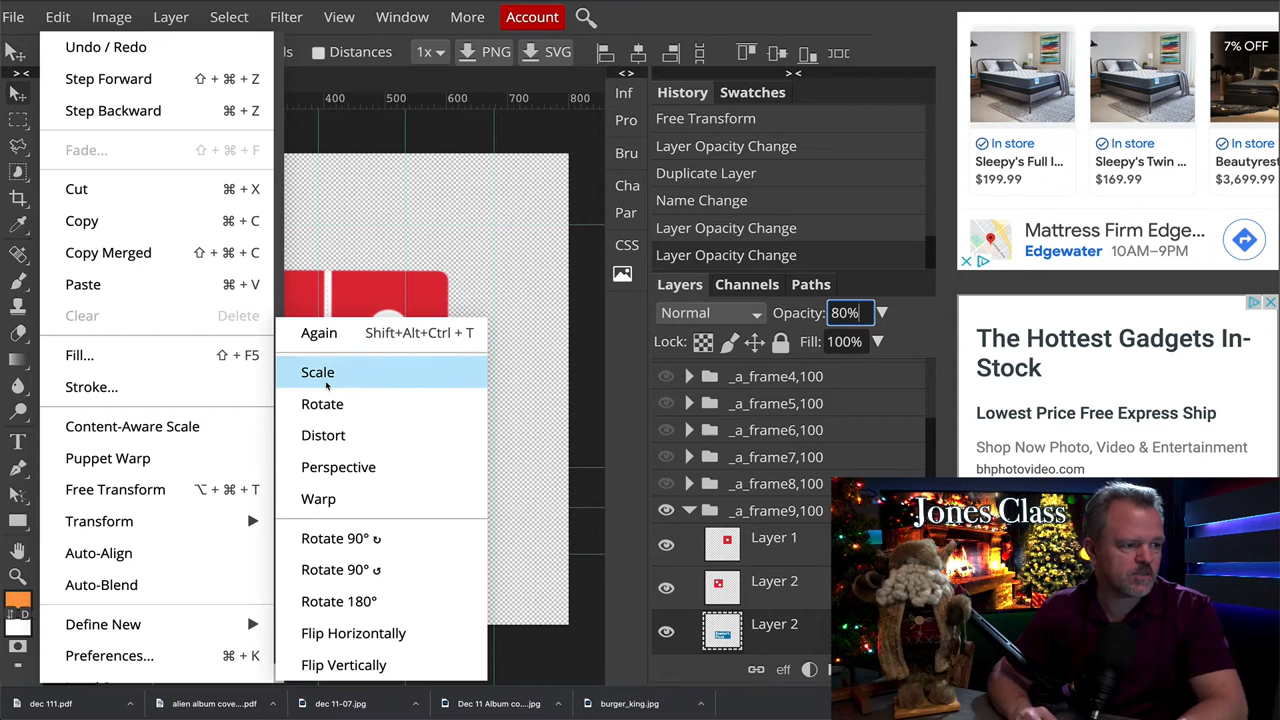 File Edit Image Layer Select Filter View Window More Account
Distances 1x PNG SVG
Undo / Redo
Step Forward ⇧ + ⌘ + Z
Step Backward ⌘ + Z
Fade... ⇧ + ⌘ + F
Cut ⌘ + X
Copy ⌘ + C
Copy Merged ⇧ + ⌘ + C
Paste ⌘ + V
Clear Delete
Fill... ⇧ + F5
Stroke...
Content-Aware Scale
Puppet Warp
Free Transform ⌥ + ⌘ + T
Transform
Auto-Align
Auto-Blend
Define New
Preferences... ⌘ + K
Again Shift+Alt+Ctrl + T
Scale
Rotate
Distort
Perspective
Warp
Rotate 90° ↻
Rotate 90° ↺
Rotate 180°
Flip Horizontally
Flip Vertically
400 500 600 700 800
> < < > > <
Inf
Pro
Bru
Cha
Par
CSS
History Swatches
Free Transform
Layer Opacity Change
Duplicate Layer
Name Change
Layer Opacity Change
Layer Opacity Change
Layers Channels Paths
Normal Opacity: 80%
Lock: Fill: 100%
_a_frame4,100
_a_frame5,100
_a_frame6,100
_a_frame7,100
_a_frame8,100
_a_frame9,100
Layer 1
Layer 2
Layer 2
eff
7% OFF
In store In store In store
Sleepy's Full I... Sleepy's Twin ... Beautyrest
$199.99 $169.99 $3,699.99
Mattress Firm Edge...
Edgewater 10AM–9PM
The Hottest Gadgets In-
Stock
Lowest Price Free Express Ship
Shop Now Photo, Video & Entertainment
bhphotovideo.com
Jones Class
dec 111.pdf alien album cove....pdf dec 11-07.jpg Dec 11 Album co....jpg burger_king.jpg